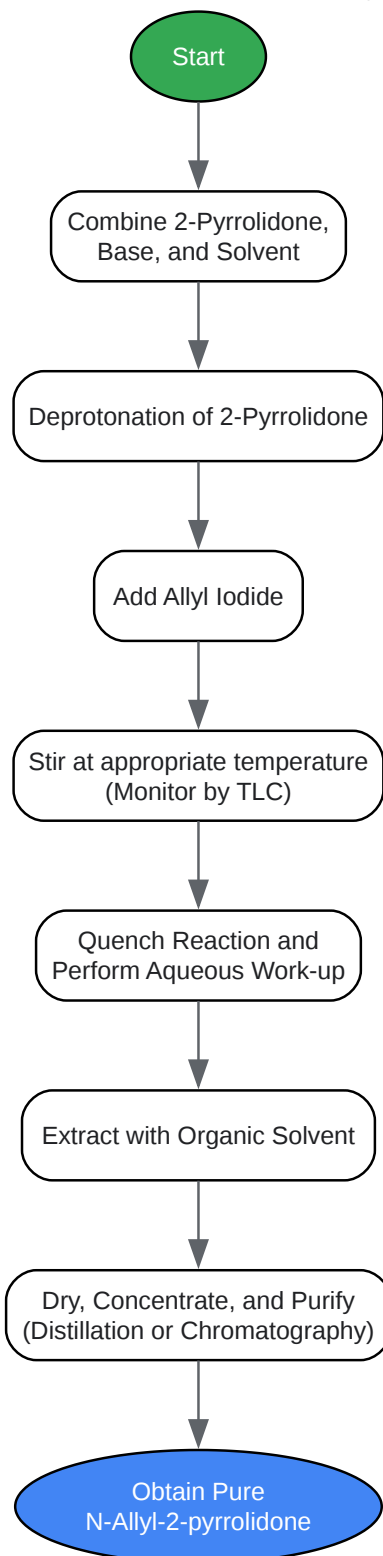 Start
Combine 2-Pyrrolidone,
Base, and Solvent
Deprotonation of 2-Pyrrolidone
Add Allyl Iodide
Stir at appropriate temperature
(Monitor by TLC)
Quench Reaction and
Perform Aqueous Work-up
Extract with Organic Solvent
Dry, Concentrate, and Purify
(Distillation or Chromatography)
Obtain Pure
N-Allyl-2-pyrrolidone